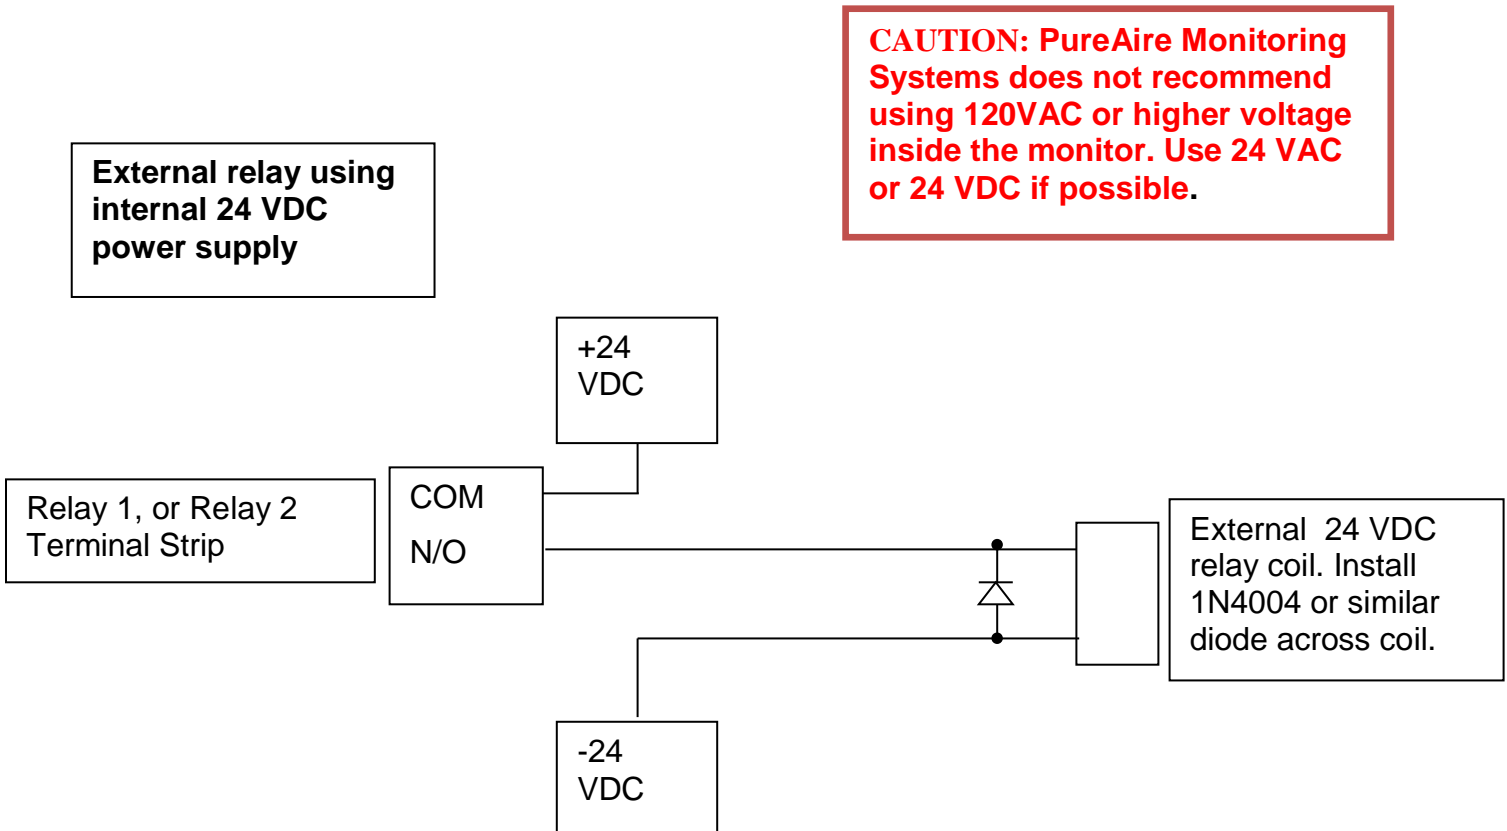 CAUTION: PureAire Monitoring
Systems does not recommend
using 120VAC or higher voltage
inside the monitor. Use 24 VAC
or 24 VDC if possible.
External relay using
internal 24 VDC
power supply
+24
VDC
Relay 1, or Relay 2
Terminal Strip
COM
N/O
External  24 VDC
relay coil. Install
1N4004 or similar
diode across coil.
-24
VDC